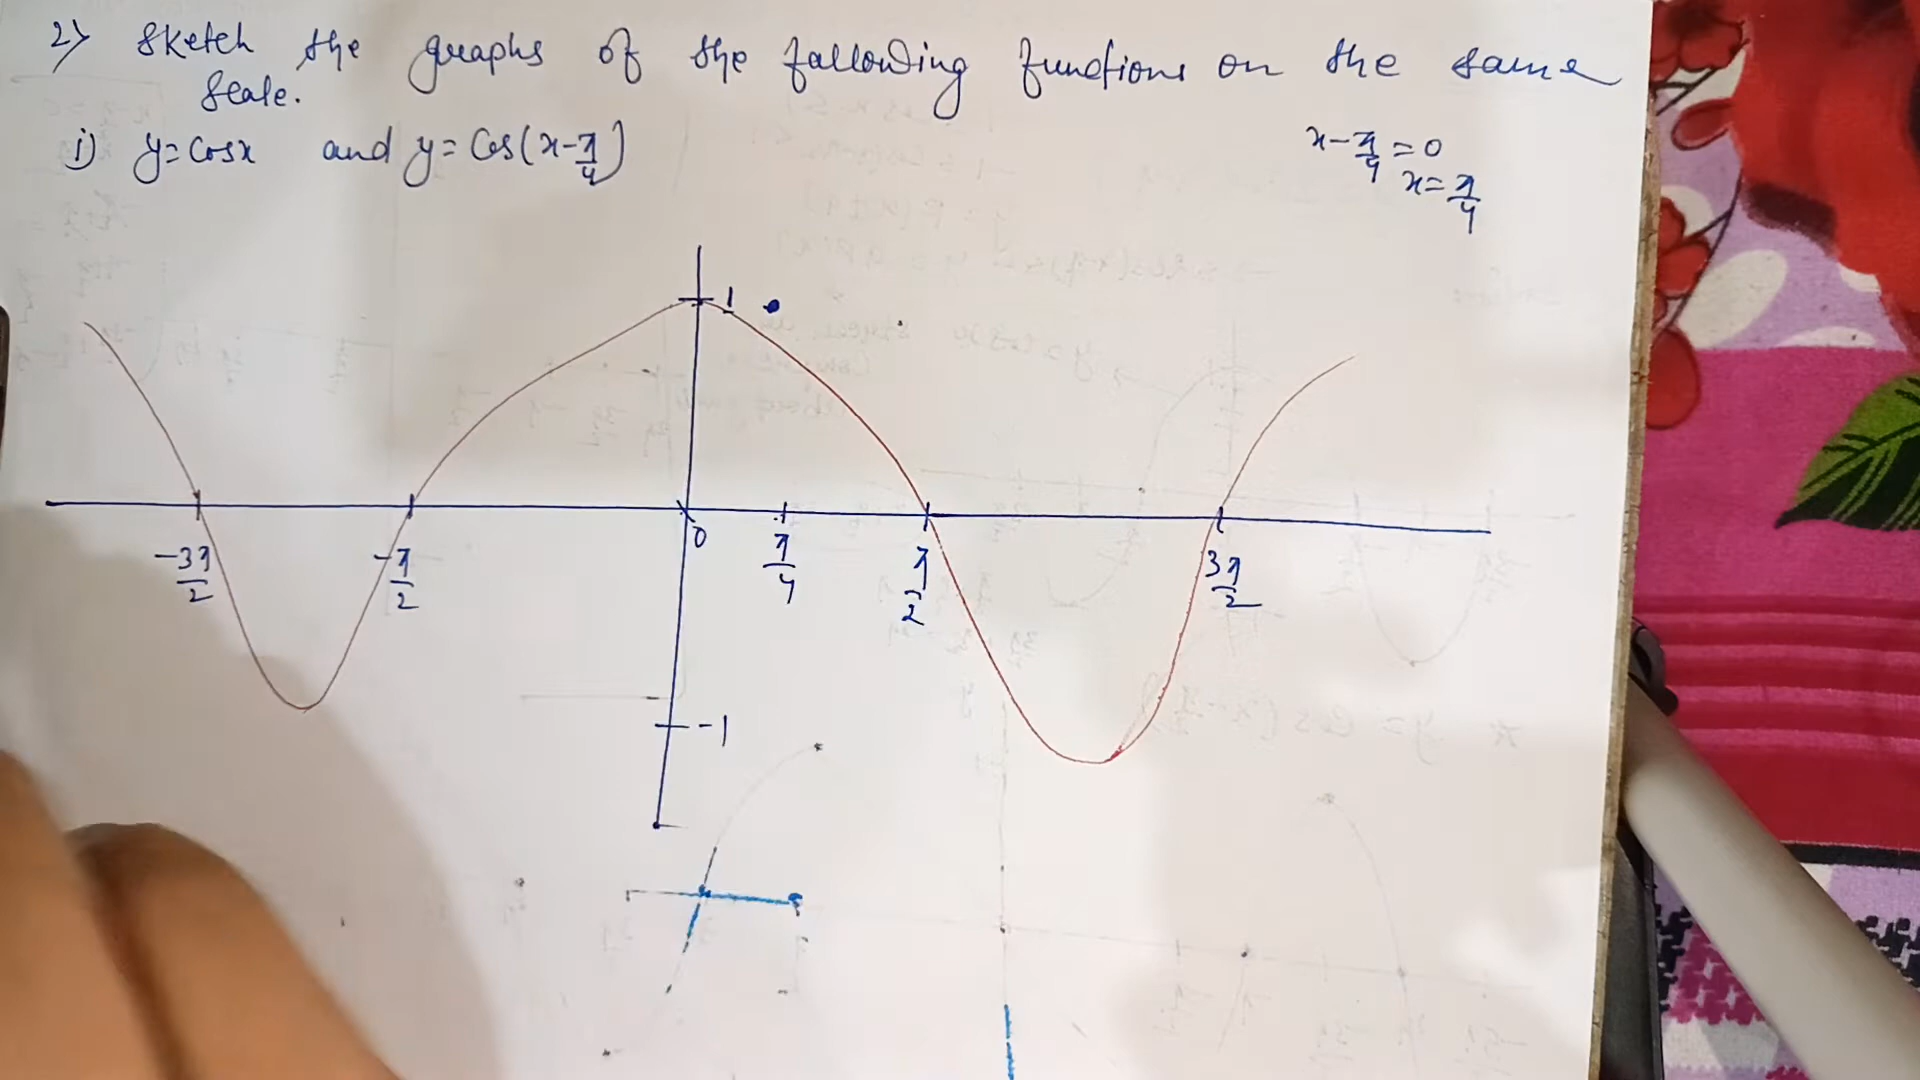 2) Sketch the graphs of the following functions on the same
scale.
i) y=Cosx and y=Cos(x-π/4)
x-π/4=0
x=π/4
1
-3π/2 -π/2 0 π/4 π/2 3π/2
-1